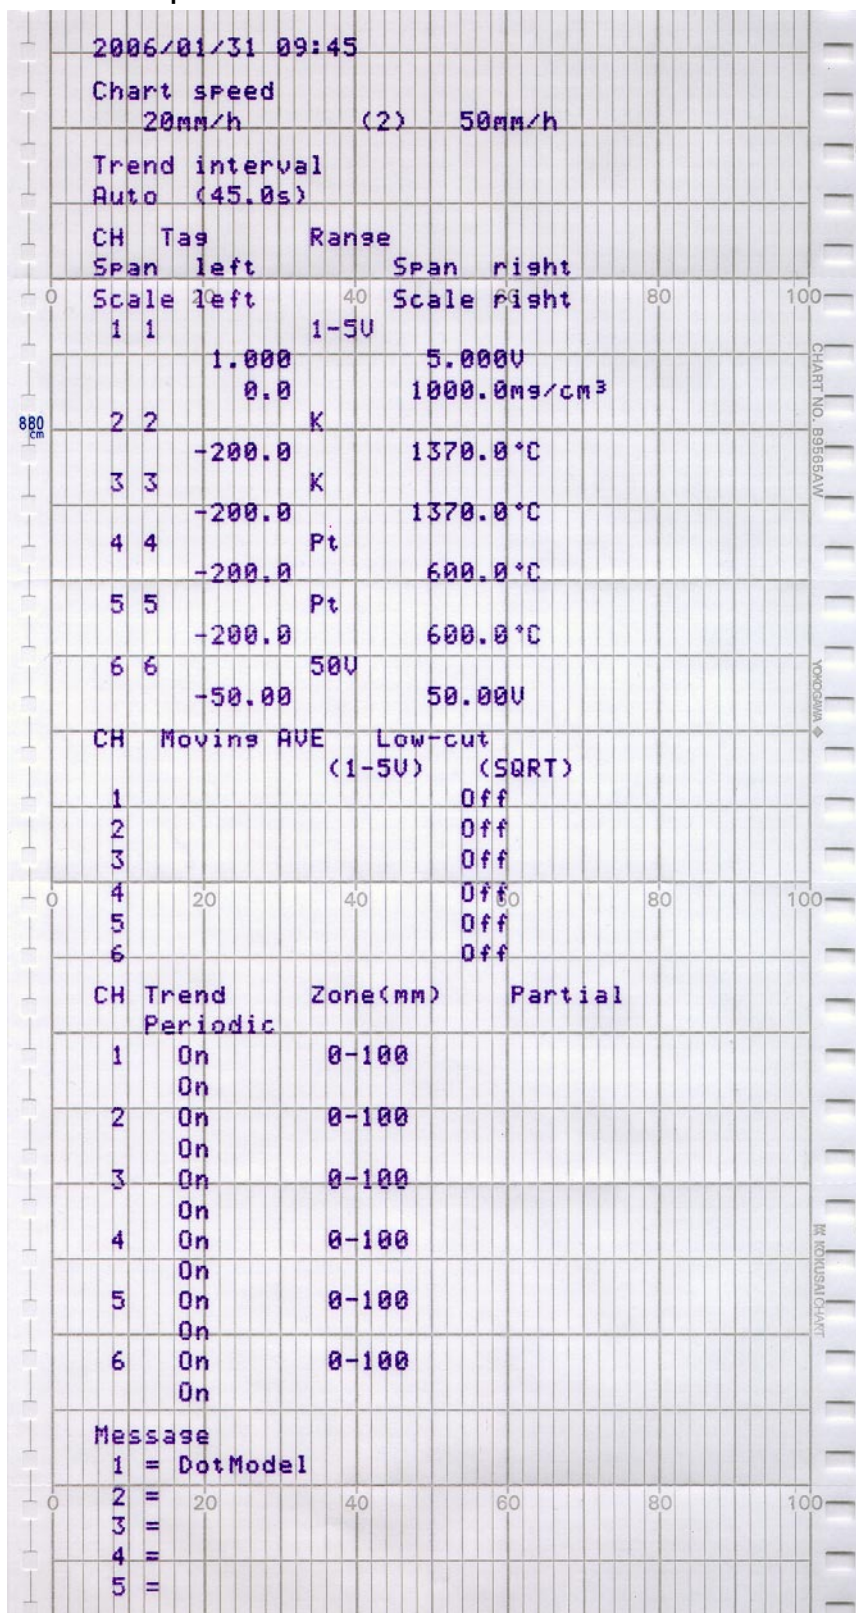 2006/01/31 09:45
Chart speed
20mm/h (2) 50mm/h
Trend interval
Auto (45.0s)
CH Tag Range
Span left Span right
0 20 40 60 80 100
Scale left Scale right
1 1 1-5V
1.000 5.000V
0.0 1000.0mg/cm³
CHART NO. B9565AW
880
cm
2 2 K
-200.0 1370.0°C
3 3 K
-200.0 1370.0°C
4 4 Pt
-200.0 600.0°C
5 5 Pt
-200.0 600.0°C
6 6 50V
-50.00 50.00V
YOKOGAWA
CH Moving AVE Low-cut
(1-5V) (SQRT)
1 Off
2 Off
3 Off
4 Off
0 20 40 60 80 100
5 Off
6 Off
CH Trend Zone(mm) Partial
Periodic
1 On 0-100
On
2 On 0-100
On
3 On 0-100
On
4 On 0-100
On
KOKUSAI CHART
5 On 0-100
On
6 On 0-100
On
Message
1 = DotModel
2 =
0 20 40 60 80 100
3 =
4 =
5 =